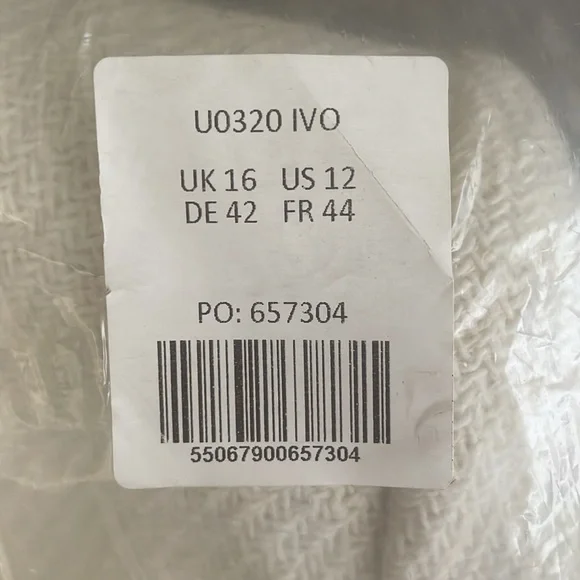 U0320 IVO
UK 16 US 12
DE 42 FR 44
PO: 657304
55067900657304